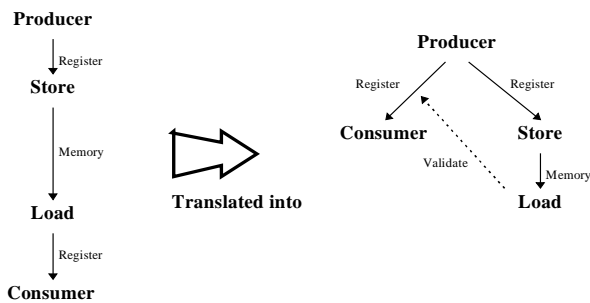 Producer
Register
Store
Memory
Load
Register
Consumer
Translated into
Producer
Register
Register
Consumer
Store
Validate
Memory
Load